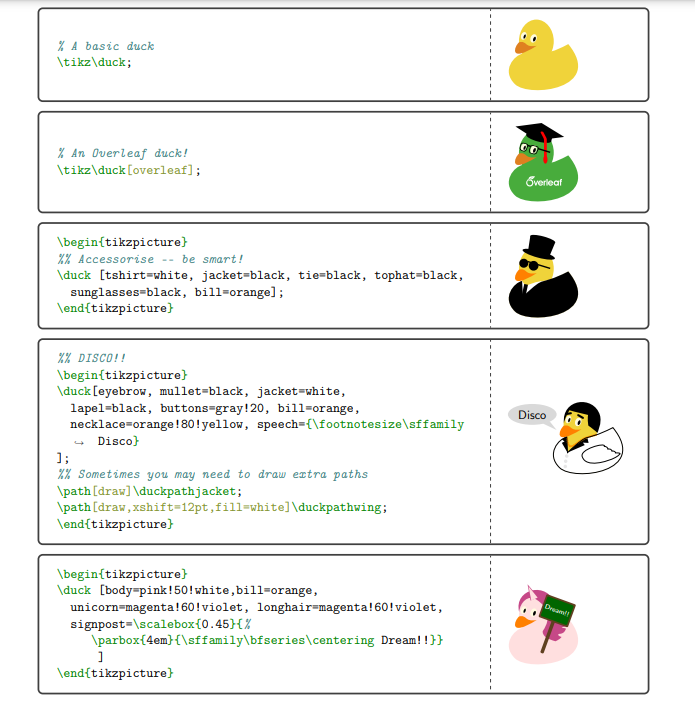 % A basic duck
\tikz\duck;
% An Overleaf duck!
\tikz\duck[overleaf];
Overleaf
\begin{tikzpicture}
%% Accessorise -- be smart!
\duck [tshirt=white, jacket=black, tie=black, tophat=black,
sunglasses=black, bill=orange];
\end{tikzpicture}
%% DISCO!!
\begin{tikzpicture}
\duck[eyebrow, mullet=black, jacket=white,
lapel=black, buttons=gray!20, bill=orange,
necklace=orange!80!yellow, speech={\footnotesize\sffamily
↪ Disco}
];
%% Sometimes you may need to draw extra paths
\path[draw]\duckpathjacket;
\path[draw,xshift=12pt,fill=white]\duckpathwing;
\end{tikzpicture}
Disco
\begin{tikzpicture}
\duck [body=pink!50!white,bill=orange,
unicorn=magenta!60!violet, longhair=magenta!60!violet,
signpost=\scalebox{0.45}{%
\parbox{4em}{\sffamily\bfseries\centering Dream!!}}
]
\end{tikzpicture}
Dream!!